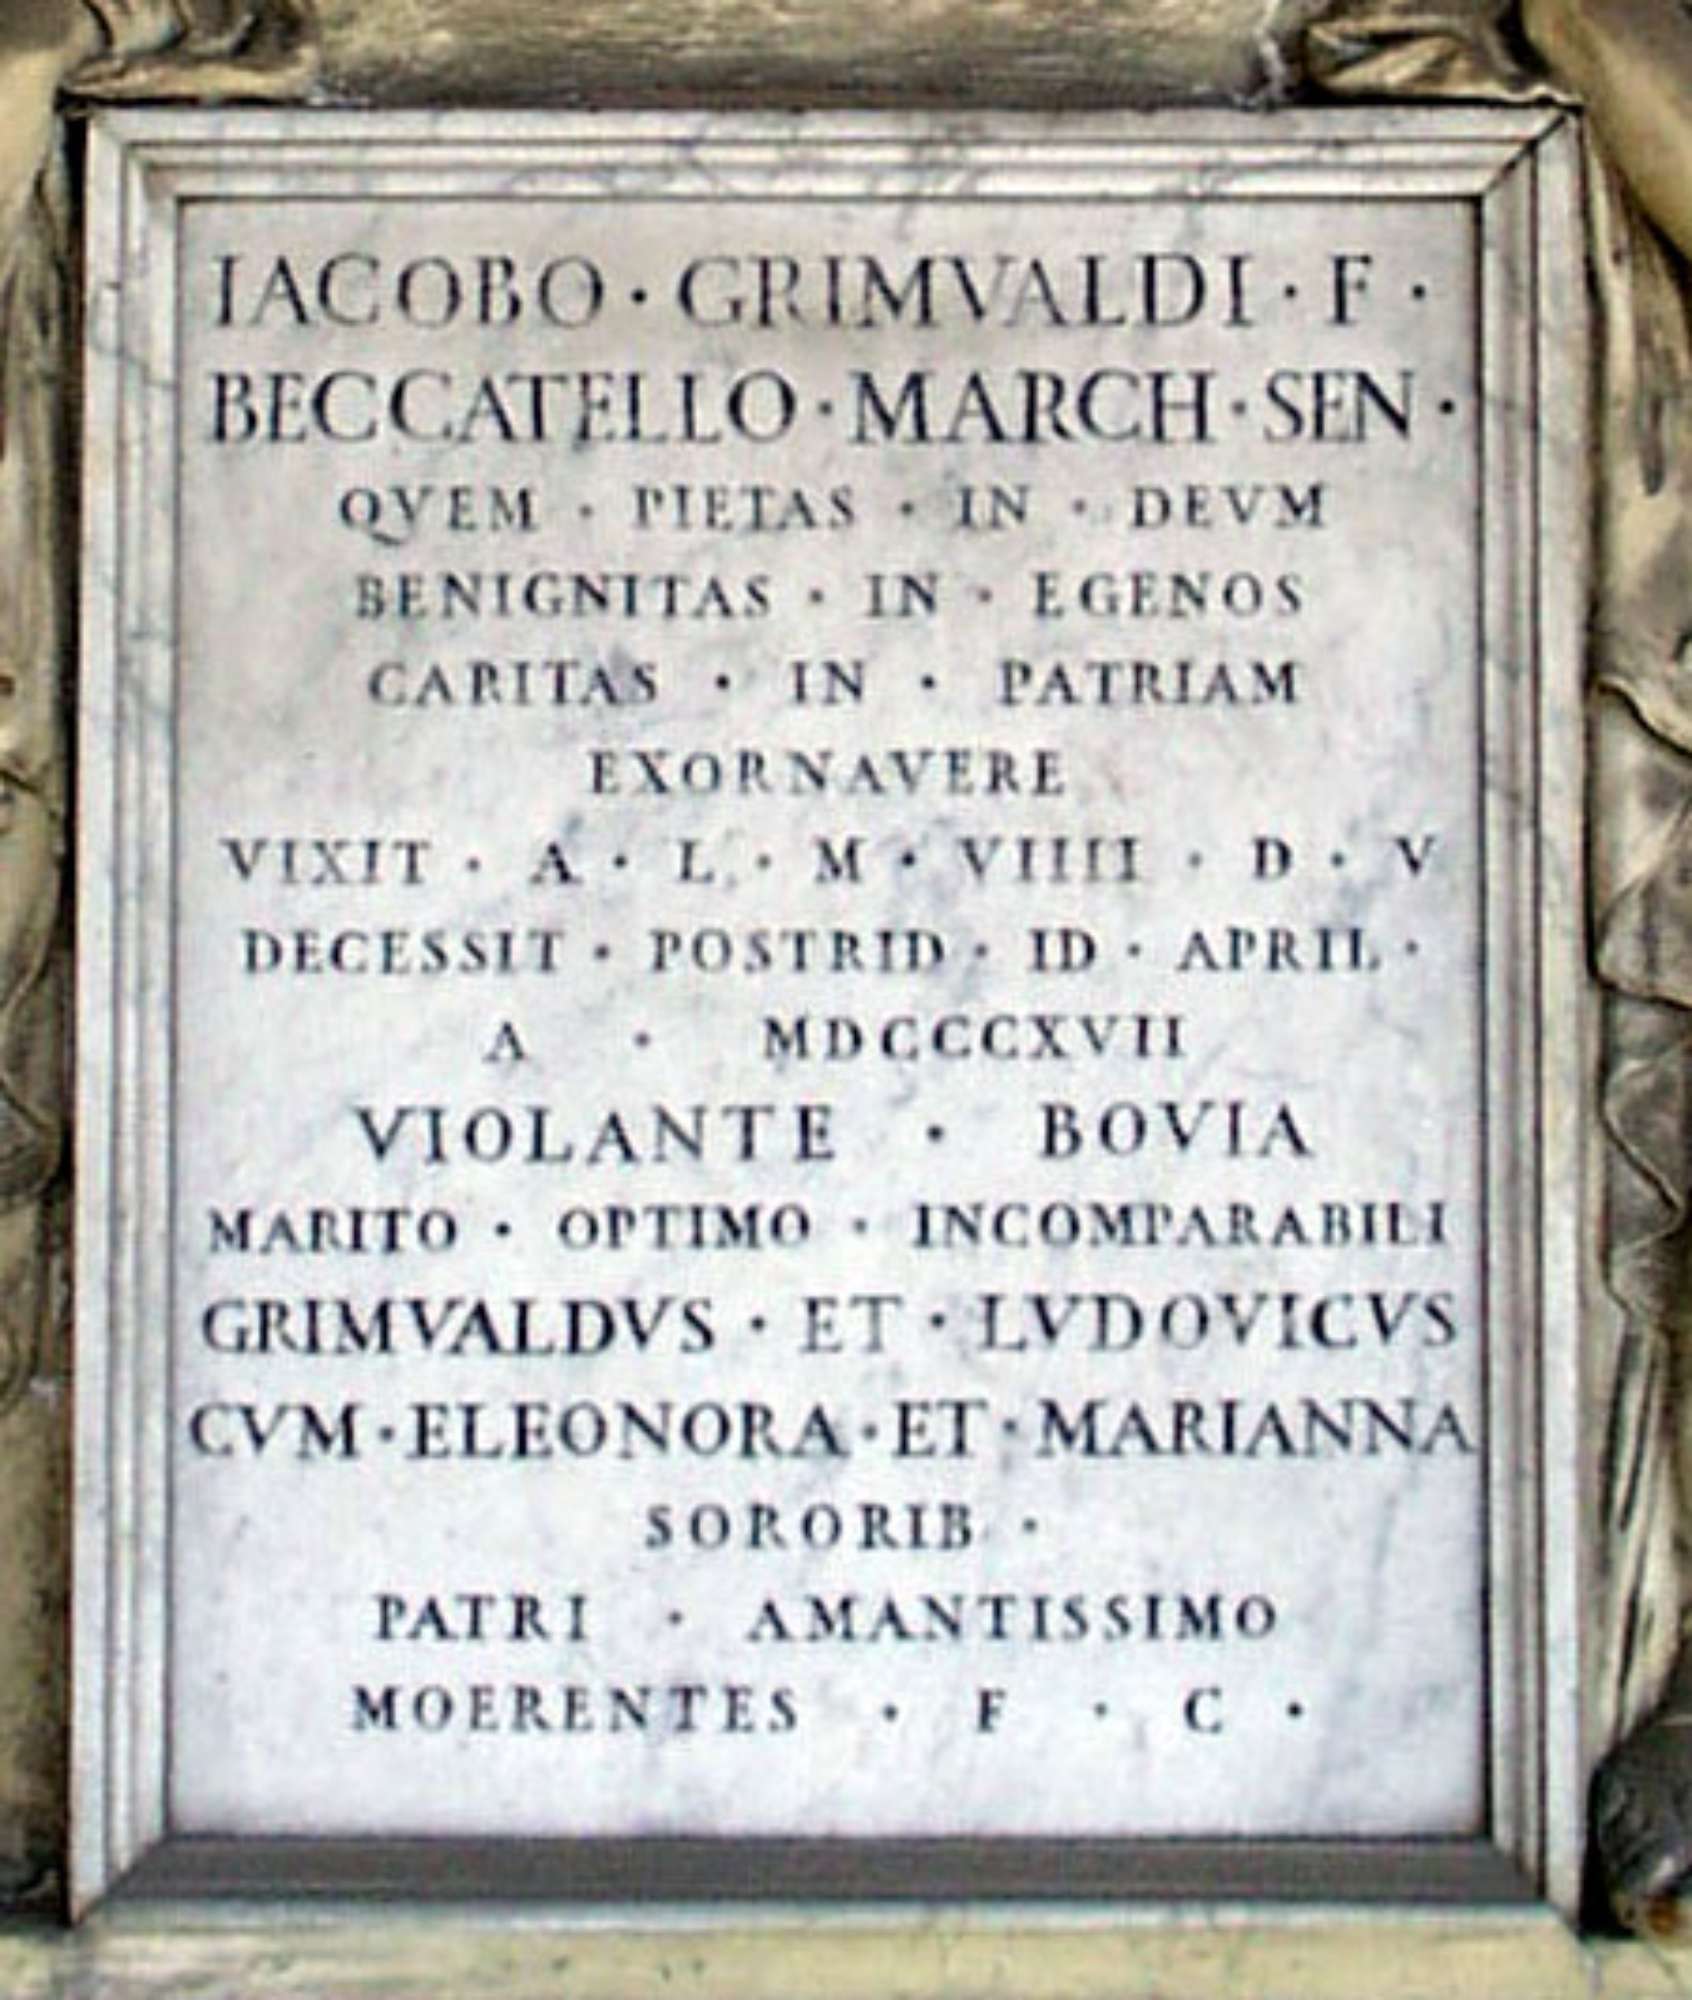 IACOBO · GRIMVALDI · F ·
BECCATELLO · MARCH · SEN ·
QVEM · PIETAS · IN · DEVM
BENIGNITAS · IN · EGENOS
CARITAS · IN · PATRIAM
EXORNAVERE
VIXIT · A · L · M · VIIII · D · V
DECESSIT · POSTRID · ID · APRIL ·
A · MDCCCXVII
VIOLANTE · BOVIA
MARITO · OPTIMO · INCOMPARABILI
GRIMVALDVS · ET · LVDOVICVS
CVM · ELEONORA · ET · MARIANNA
SORORIB ·
PATRI · AMANTISSIMO
MOERENTES · F · C ·